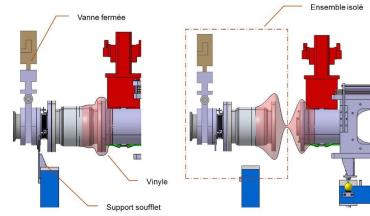 Vanne fermée
Ensemble isolé
Vinyle
Support soufflet